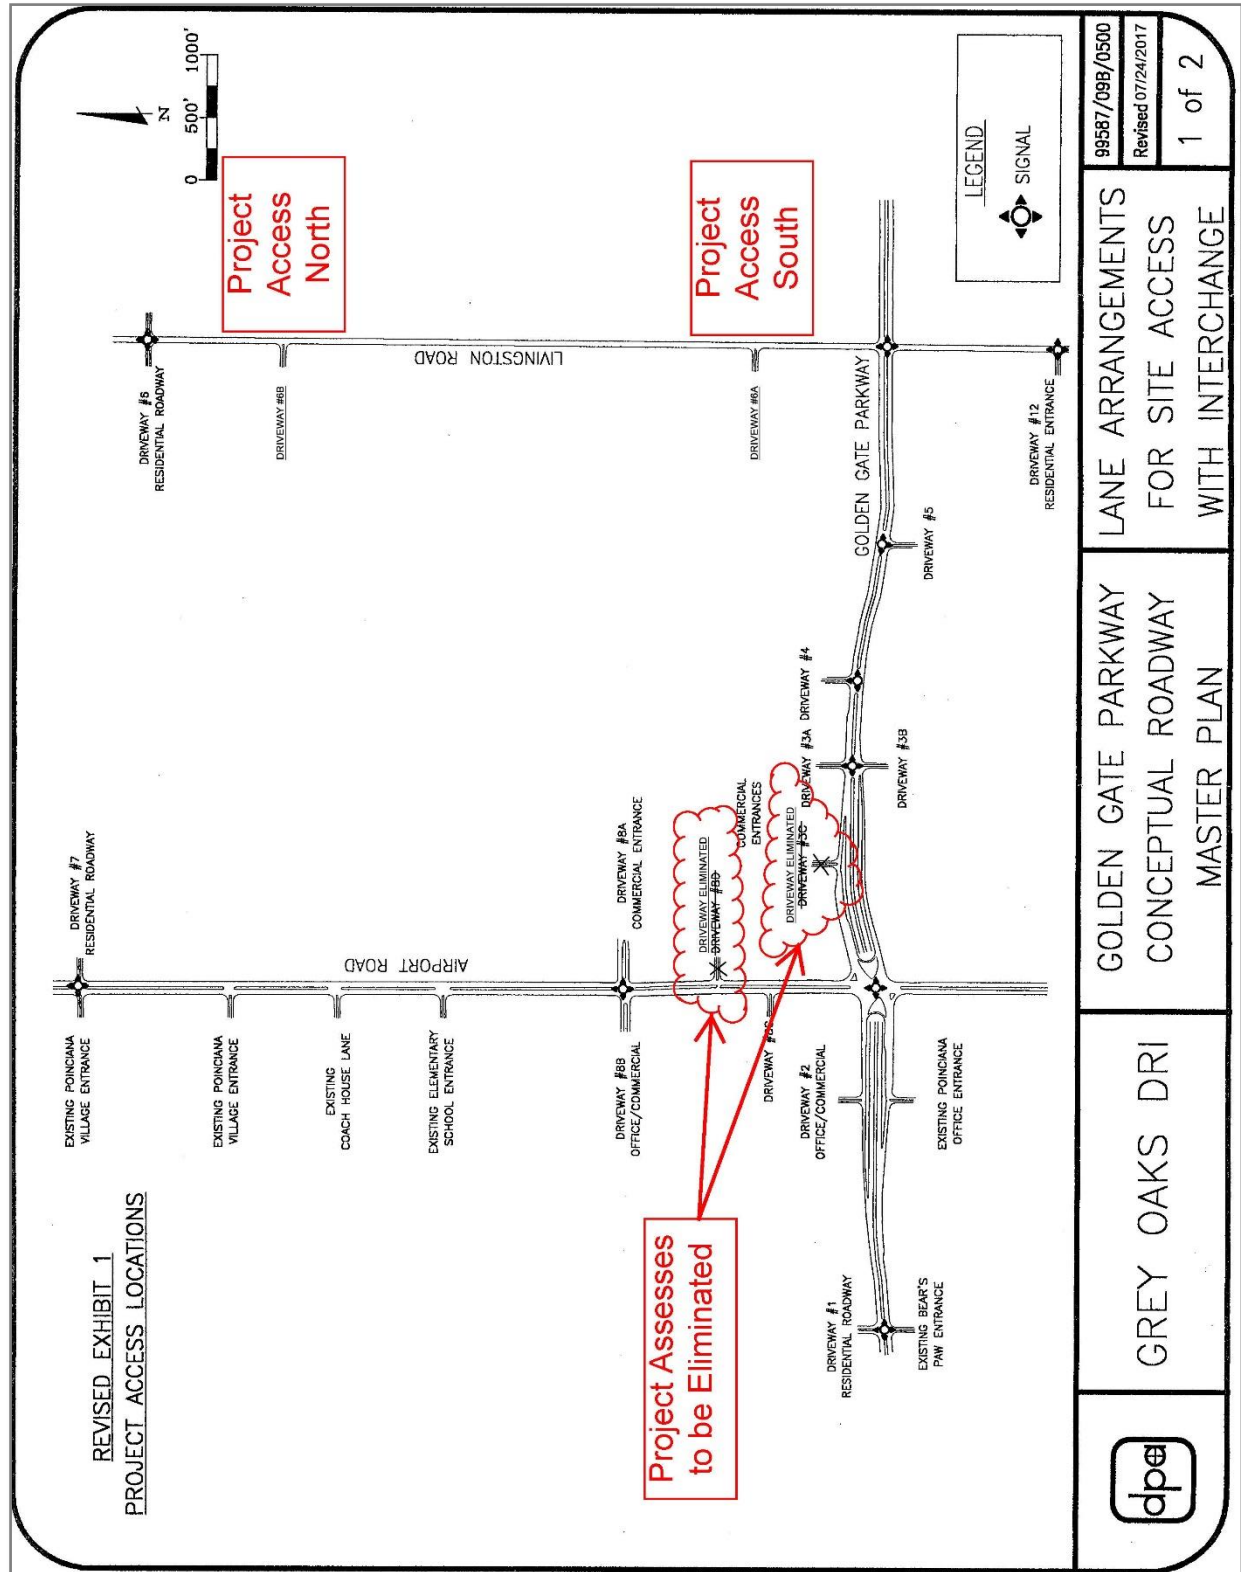 REVISED EXHIBIT 1
PROJECT ACCESS LOCATIONS
N
0
500'
1000'
Project
Access
North
Project
Access
South
LEGEND
SIGNAL
EXISTING POINCIANA
VILLAGE ENTRANCE
DRIVEWAY #7
RESIDENTIAL ROADWAY
DRIVEWAY #6
RESIDENTIAL ROADWAY
EXISTING POINCIANA
VILLAGE ENTRANCE
DRIVEWAY #6B
EXISTING
COACH HOUSE LANE
AIRPORT ROAD
LIVINGSTON ROAD
EXISTING ELEMENTARY
SCHOOL ENTRANCE
DRIVEWAY #8B
OFFICE/COMMERCIAL
DRIVEWAY #8A
COMMERCIAL ENTRANCE
DRIVEWAY ELIMINATED
DRIVEWAY #8D
COMMERCIAL
ENTRANCES
DRIVEWAY #6A
DRIVEWAY #8C
DRIVEWAY ELIMINATED
DRIVEWAY #3C
DRIVEWAY #3A
DRIVEWAY #4
DRIVEWAY #2
OFFICE/COMMERCIAL
GOLDEN GATE PARKWAY
Project Assesses
to be Eliminated
DRIVEWAY #1
RESIDENTIAL ROADWAY
EXISTING BEAR'S
PAW ENTRANCE
EXISTING POINCIANA
OFFICE ENTRANCE
DRIVEWAY #3B
DRIVEWAY #5
DRIVEWAY #12
RESIDENTIAL ENTRANCE
dpa
GREY OAKS DRI
GOLDEN GATE PARKWAY
CONCEPTUAL ROADWAY
MASTER PLAN
LANE ARRANGEMENTS
FOR SITE ACCESS
WITH INTERCHANGE
99587/09B/0500
Revised 07/24/2017
1 of 2